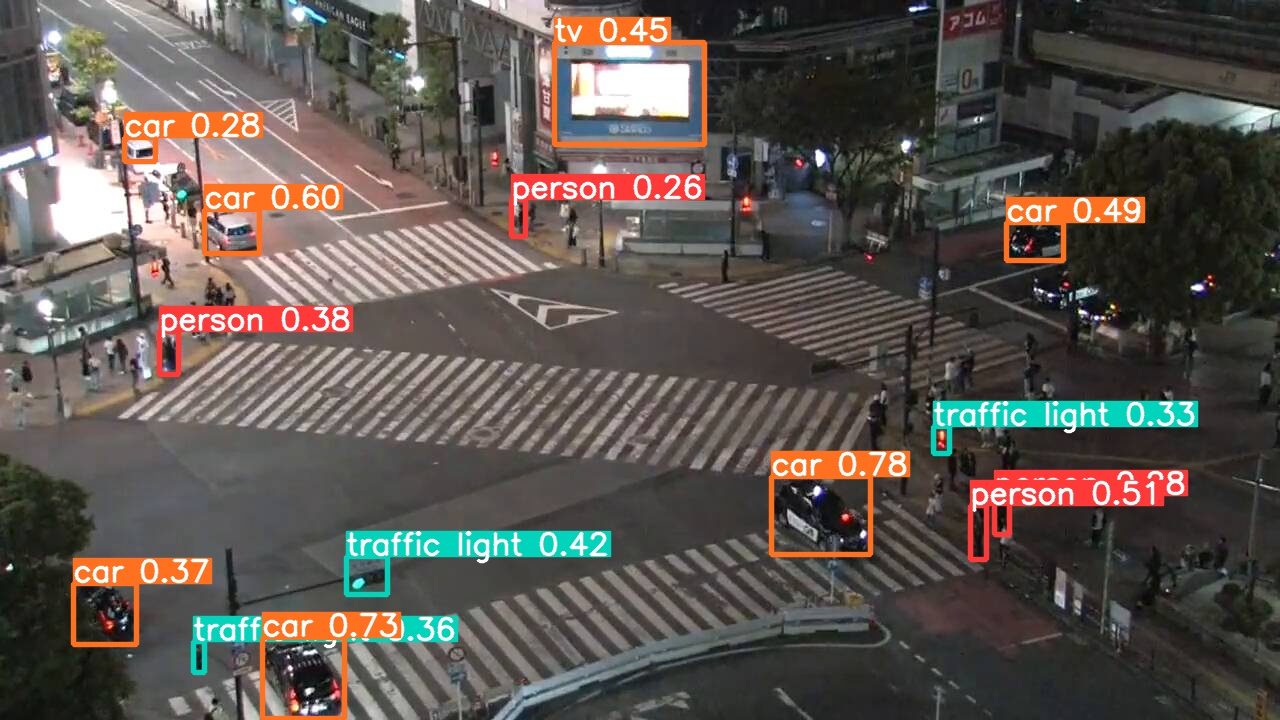 AMERICAN EAGLE
tv 0.45
アコム
car 0.28
person 0.26
car 0.60
car 0.49
person 0.38
traffic light 0.33
car 0.78
person 0.51
traffic light 0.42
car 0.37
car 0.73